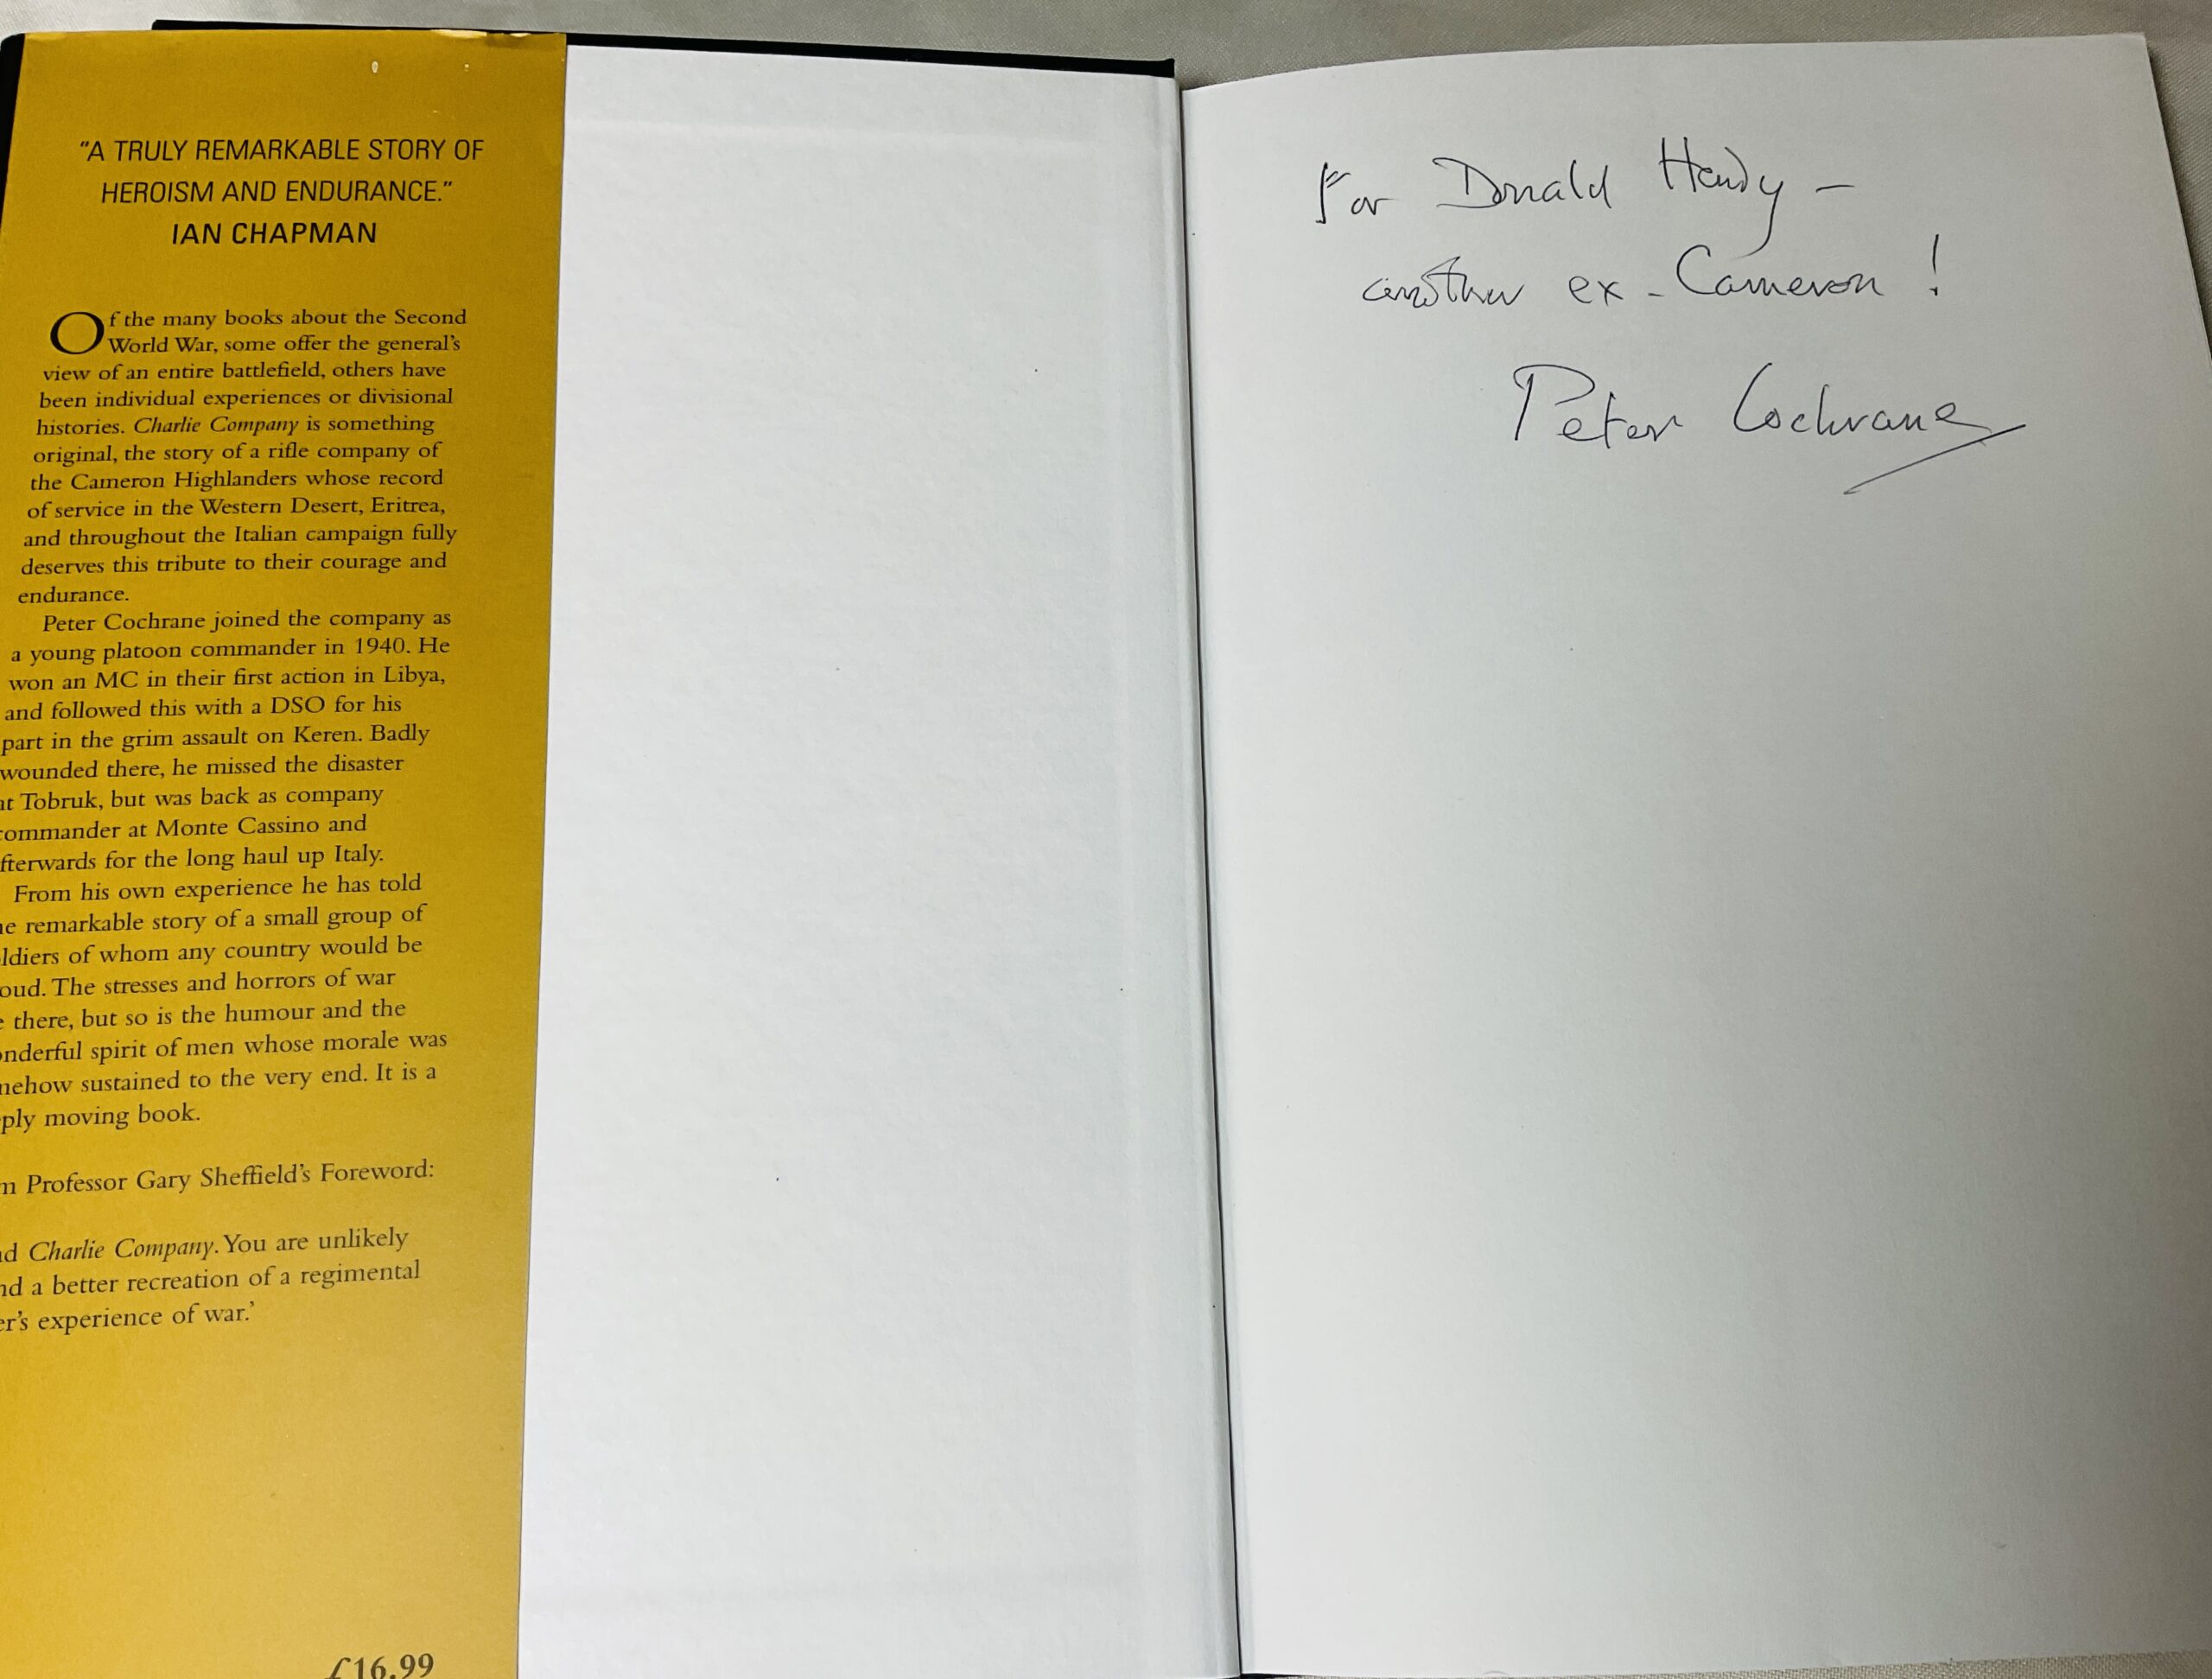 "A TRULY REMARKABLE STORY OF
HEROISM AND ENDURANCE."
IAN CHAPMAN
Of the many books about the Second
World War, some offer the general's
view of an entire battlefield, others have
been individual experiences or divisional
histories. Charlie Company is something
original, the story of a rifle company of
the Cameron Highlanders whose record
of service in the Western Desert, Eritrea,
and throughout the Italian campaign fully
deserves this tribute to their courage and
endurance.
Peter Cochrane joined the company as
a young platoon commander in 1940. He
won an MC in their first action in Libya,
and followed this with a DSO for his
part in the grim assault on Keren. Badly
wounded there, he missed the disaster
at Tobruk, but was back as company
commander at Monte Cassino and
fterwards for the long haul up Italy.
From his own experience he has told
he remarkable story of a small group of
ldiers of whom any country would be
oud. The stresses and horrors of war
e there, but so is the humour and the
onderful spirit of men whose morale was
mehow sustained to the very end. It is a
ply moving book.
m Professor Gary Sheffield's Foreword:
ad Charlie Company. You are unlikely
nd a better recreation of a regimental
er's experience of war.'
£16.99
For Donald –
another ex-Cameron!
Peter Cochrane